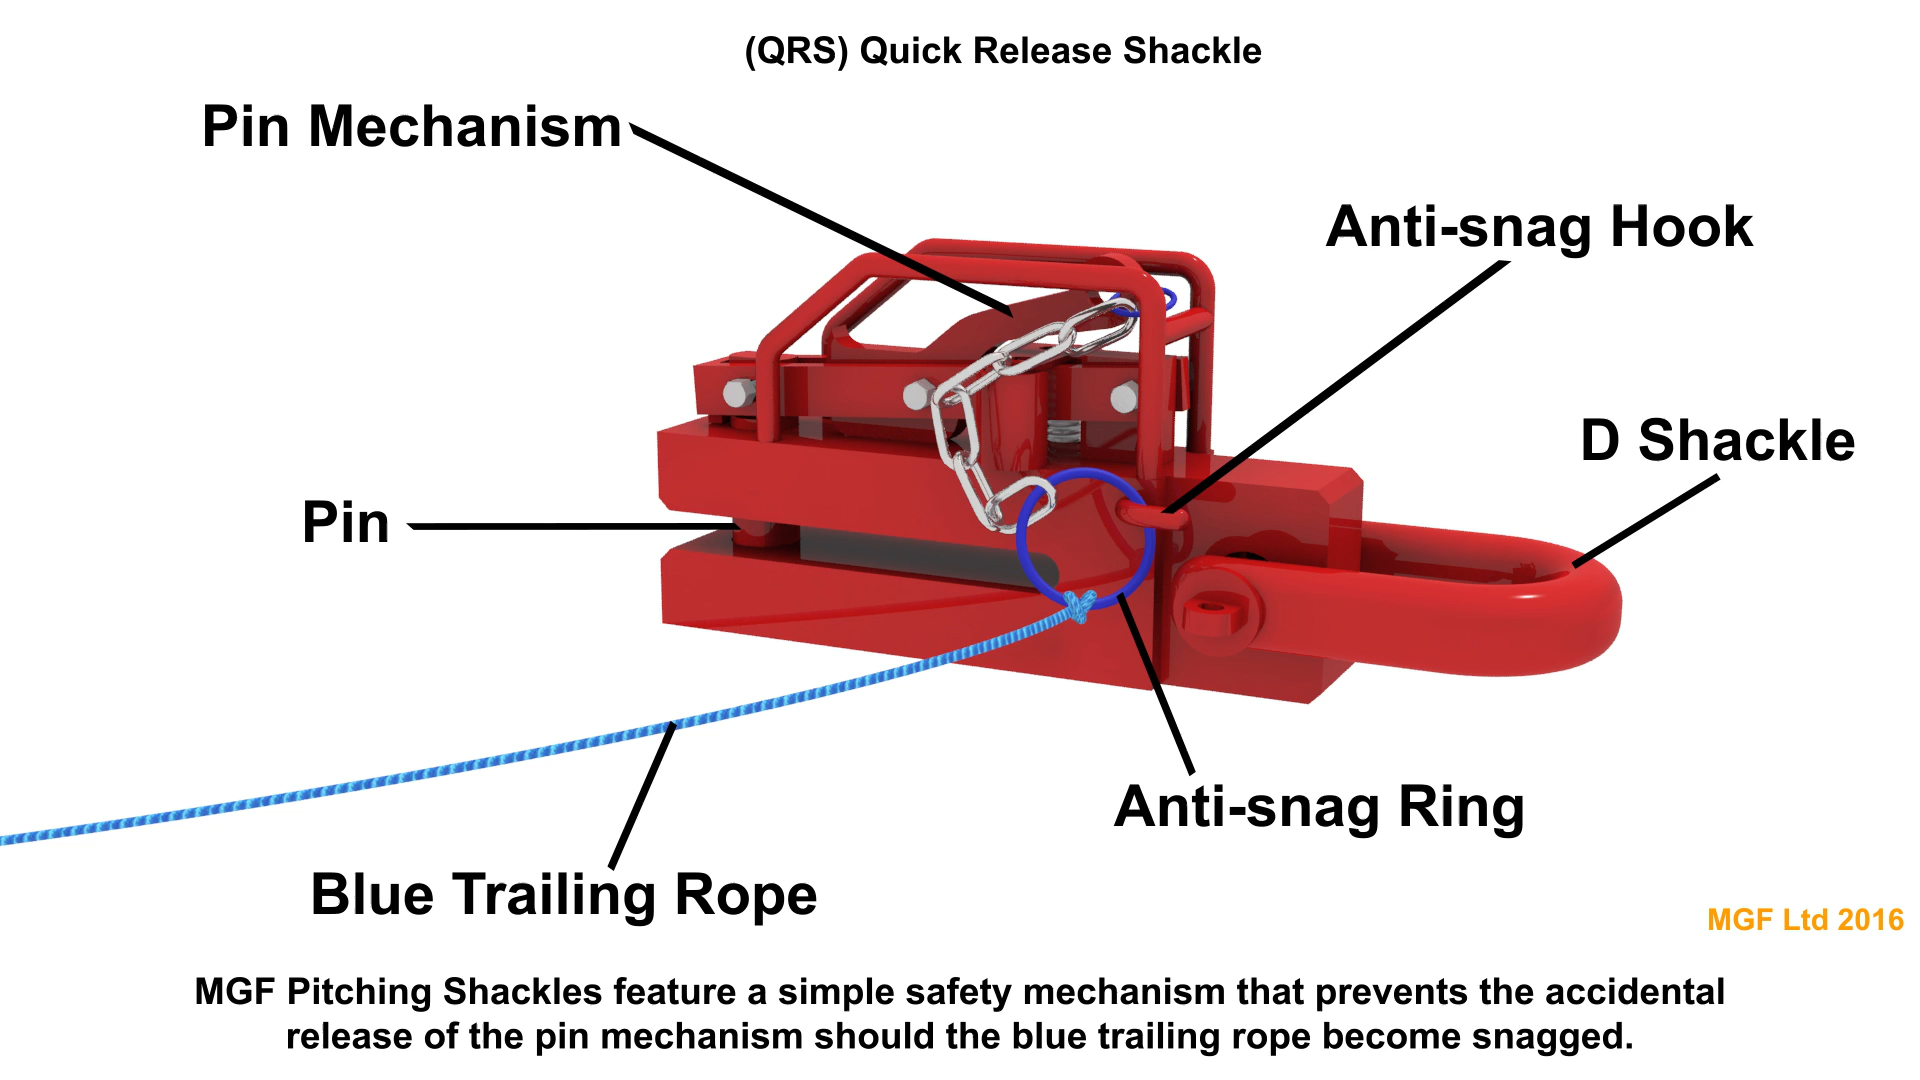 (QRS) Quick Release Shackle
Pin Mechanism
Anti-snag Hook
D Shackle
Pin
Anti-snag Ring
Blue Trailing Rope
MGF Ltd 2016
MGF Pitching Shackles feature a simple safety mechanism that prevents the accidental
release of the pin mechanism should the blue trailing rope become snagged.